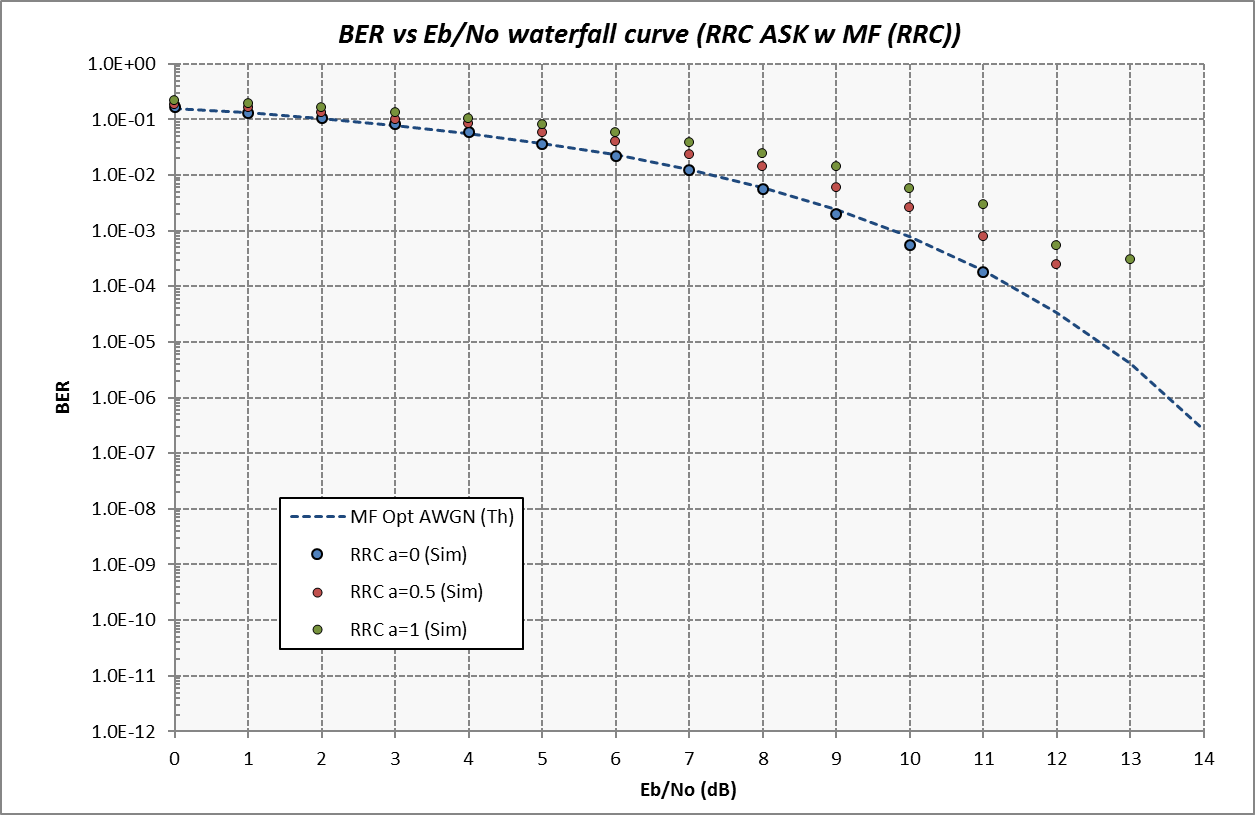 BER vs Eb/No waterfall curve (RRC ASK w MF (RRC))
1.0E+00
1.0E-01
1.0E-02
1.0E-03
1.0E-04
1.0E-05
1.0E-06
1.0E-07
1.0E-08
1.0E-09
1.0E-10
1.0E-11
1.0E-12
BER
MF Opt AWGN (Th)
RRC a=0 (Sim)
RRC a=0.5 (Sim)
RRC a=1 (Sim)
0 1 2 3 4 5 6 7 8 9 10 11 12 13 14
Eb/No (dB)